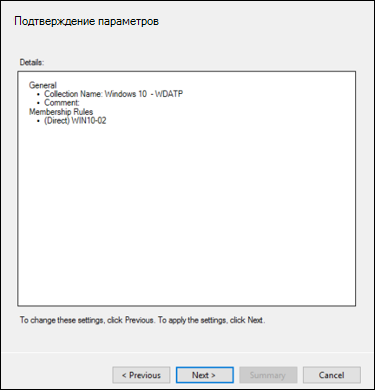 Подтверждение параметров
Details:
General
• Collection Name: Windows 10 - WDATP
• Comment:
Membership Rules
• (Direct) WIN10-02
To change these settings, click Previous. To apply the settings, click Next.
< Previous
Next >
Summary
Cancel